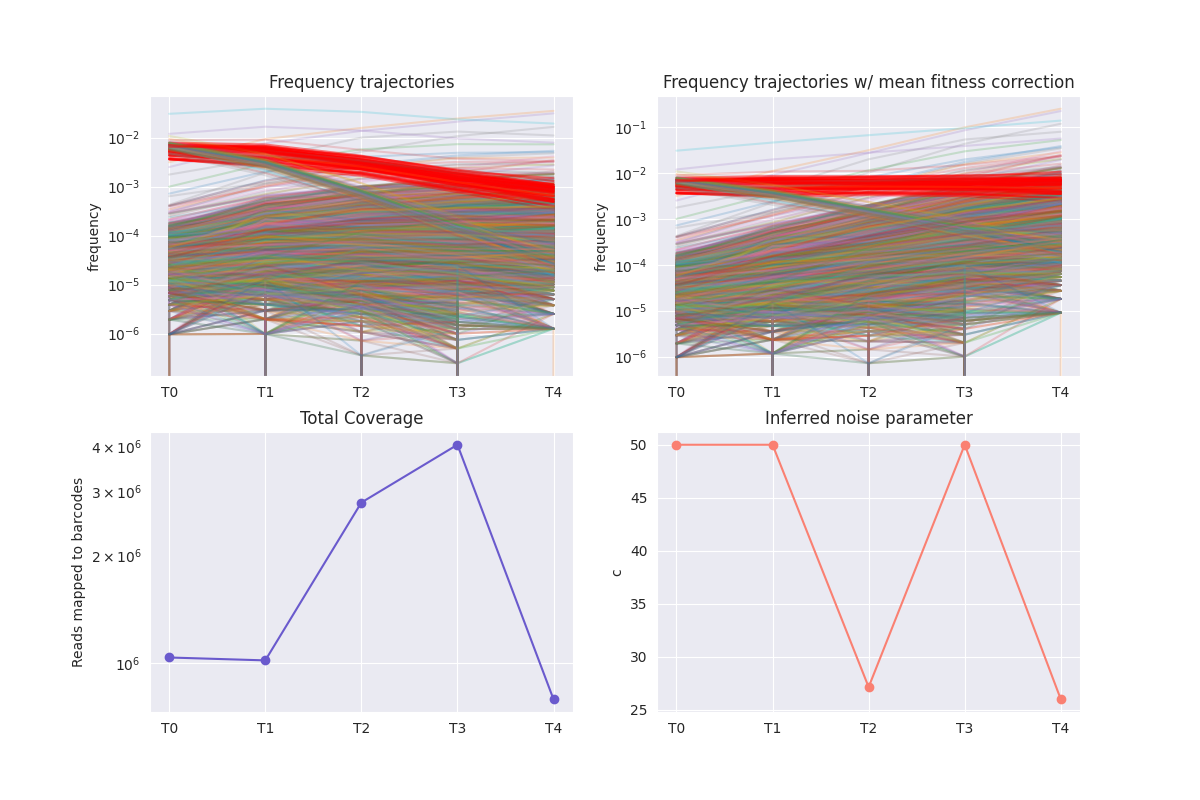 Frequency trajectories
frequency
10⁻²
10⁻³
10⁻⁴
10⁻⁵
10⁻⁶
T0 T1 T2 T3 T4
Frequency trajectories w/ mean fitness correction
frequency
10⁻¹
10⁻²
10⁻³
10⁻⁴
10⁻⁵
10⁻⁶
T0 T1 T2 T3 T4
Total Coverage
Reads mapped to barcodes
4 × 10⁶
3 × 10⁶
2 × 10⁶
10⁶
T0 T1 T2 T3 T4
Inferred noise parameter
c
50
45
40
35
30
25
T0 T1 T2 T3 T4